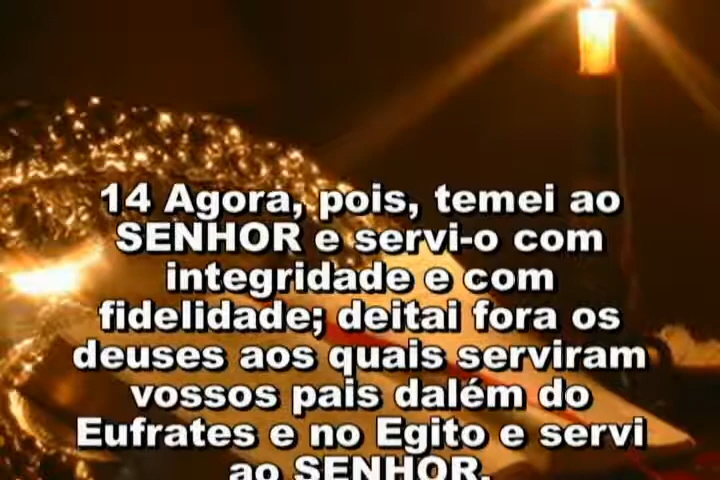 14 Agora, pois, temei ao
SENHOR e servi-o com
integridade e com
fidelidade; deitai fora os
deuses aos quais serviram
vossos pais dalém do
Eufrates e no Egito e servi
ao SENHOR.